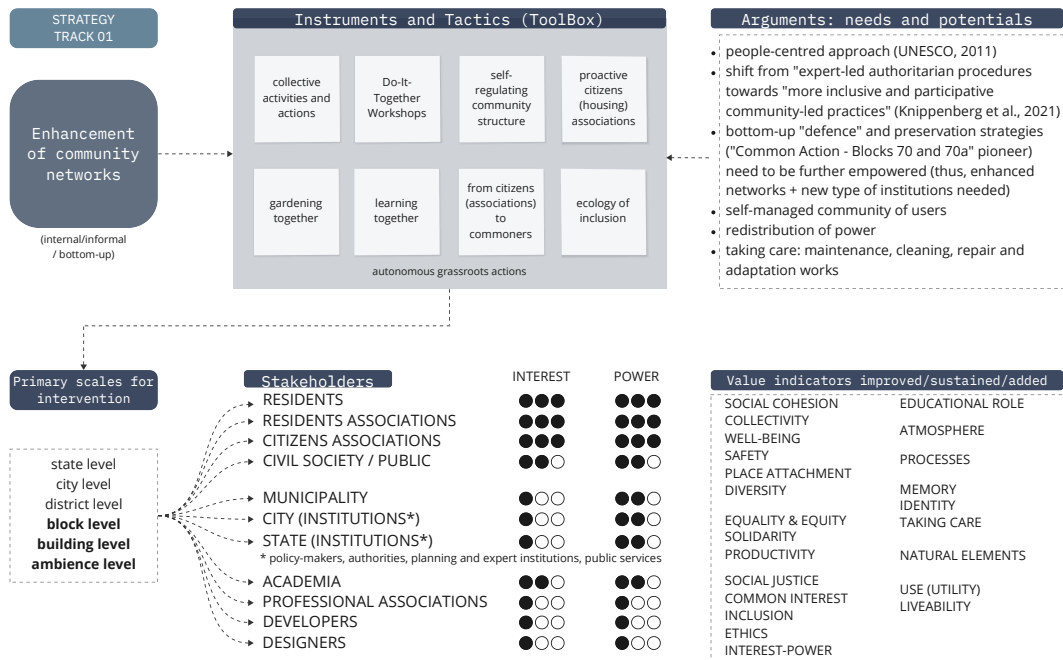 STRATEGY
TRACK 01
Enhancement
of community
networks
(internal/informal
/ bottom-up)
Instruments and Tactics (ToolBox)
collective
activities and
actions
Do-It-
Together
Workshops
self-
regulating
community
structure
proactive
citizens
(housing)
associations
gardening
together
learning
together
from citizens
(associations)
to
commoners
ecology of
inclusion
autonomous grassroots actions
Arguments: needs and potentials
• people-centred approach (UNESCO, 2011)
• shift from "expert-led authoritarian procedures
towards "more inclusive and participative
community-led practices" (Knippenberg et al., 2021)
• bottom-up "defence" and preservation strategies
("Common Action - Blocks 70 and 70a" pioneer)
need to be further empowered (thus, enhanced
networks + new type of institutions needed)
• self-managed community of users
• redistribution of power
• taking care: maintenance, cleaning, repair and
adaptation works
Primary scales for
intervention
state level
city level
district level
block level
building level
ambience level
Stakeholders
INTEREST
POWER
RESIDENTS
RESIDENTS ASSOCIATIONS
CITIZENS ASSOCIATIONS
CIVIL SOCIETY / PUBLIC
MUNICIPALITY
CITY (INSTITUTIONS*)
STATE (INSTITUTIONS*)
* policy-makers, authorities, planning and expert institutions, public services
ACADEMIA
PROFESSIONAL ASSOCIATIONS
DEVELOPERS
DESIGNERS
Value indicators improved/sustained/added
SOCIAL COHESION
COLLECTIVITY
WELL-BEING
SAFETY
PLACE ATTACHMENT
DIVERSITY
EQUALITY & EQUITY
SOLIDARITY
PRODUCTIVITY
SOCIAL JUSTICE
COMMON INTEREST
INCLUSION
ETHICS
INTEREST-POWER
EDUCATIONAL ROLE
ATMOSPHERE
PROCESSES
MEMORY
IDENTITY
TAKING CARE
NATURAL ELEMENTS
USE (UTILITY)
LIVEABILITY